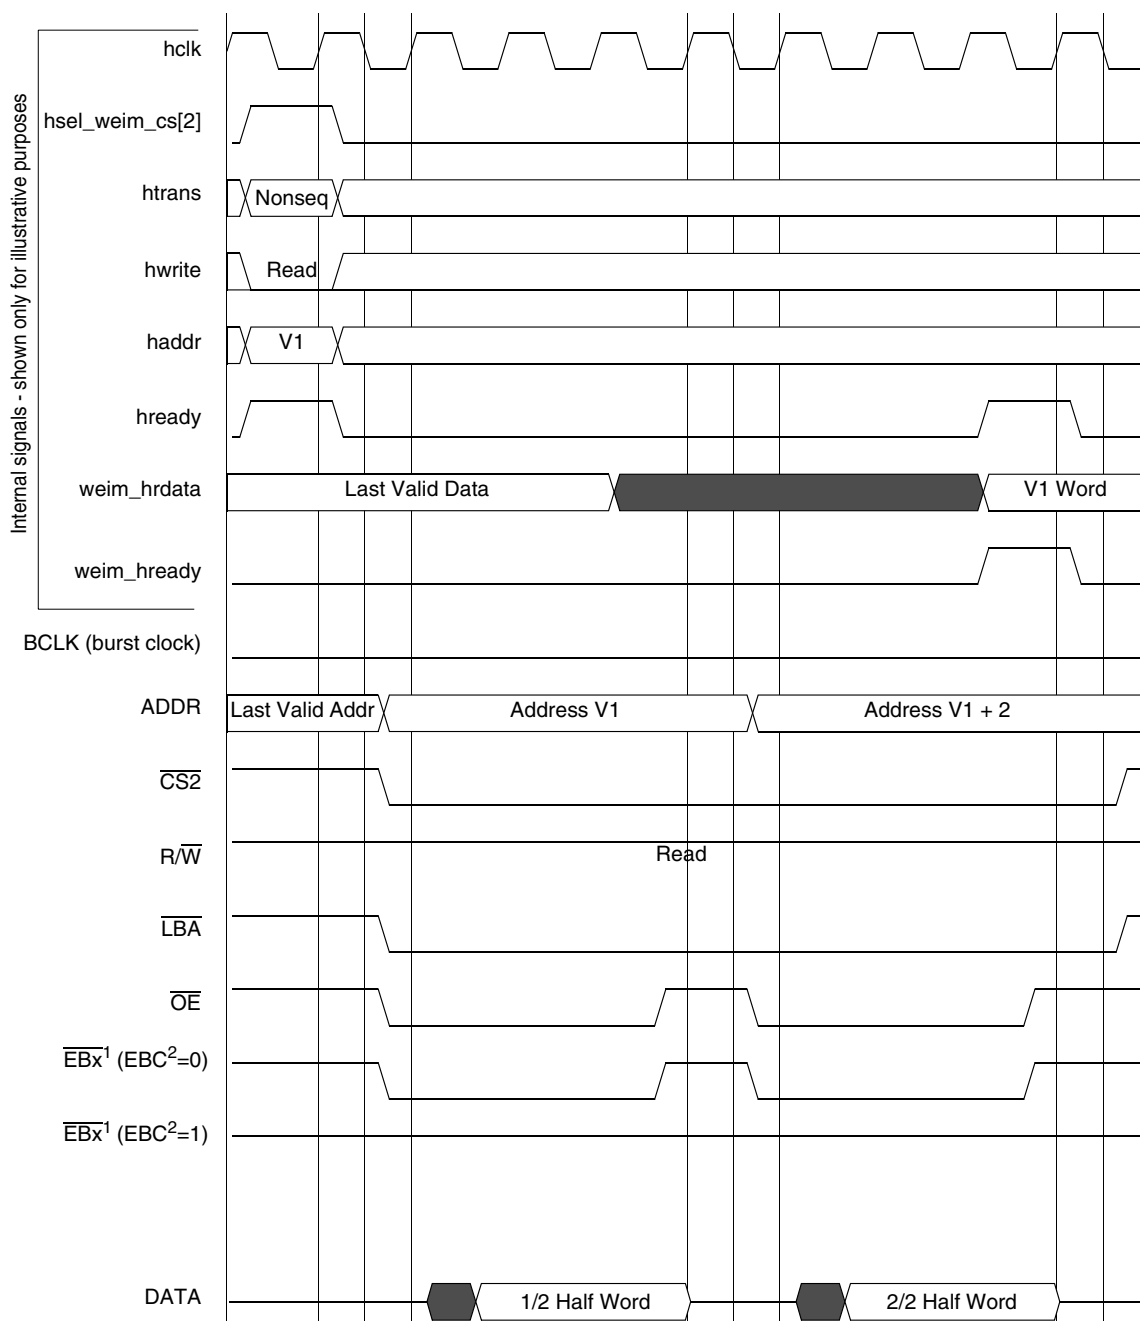 Internal signals - shown only for illustrative purposes
hclk
hsel_weim_cs[2]
htrans Nonseq
hwrite Read
haddr V1
hready
weim_hrdata Last Valid Data V1 Word
weim_hready
BCLK (burst clock)
ADDR Last Valid Addr Address V1 Address V1 + 2
CS2
R/W Read
LBA
OE
EBx1 (EBC2=0)
EBx1 (EBC2=1)
DATA 1/2 Half Word 2/2 Half Word